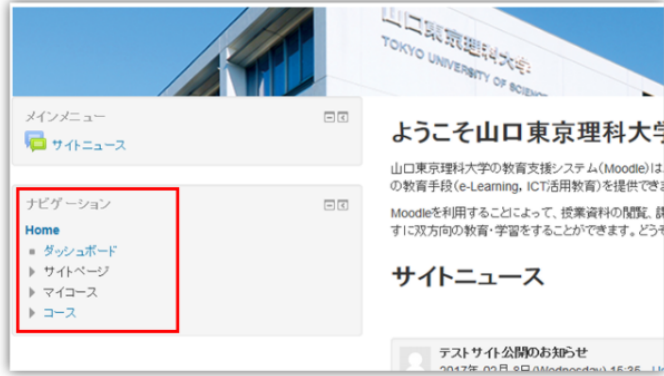 山口東京理科大学
TOKYO UNIVERSITY OF SCIENCE
メインメニュー
サイトニュース
ナビゲーション
Home
ダッシュボード
サイトページ
マイコース
コース
ようこそ山口東京理科大学
山口東京理科大学の教育支援システム(Moodle)は
の教育手段(e-Learning, ICT活用教育)を提供でき
Moodleを利用することによって、授業資料の閲覧、
すに双方向の教育・学習をすることができます。どうそ
サイトニュース
テストサイト公開のお知らせ
2017年 02月 8日(Wednesday) 15:35